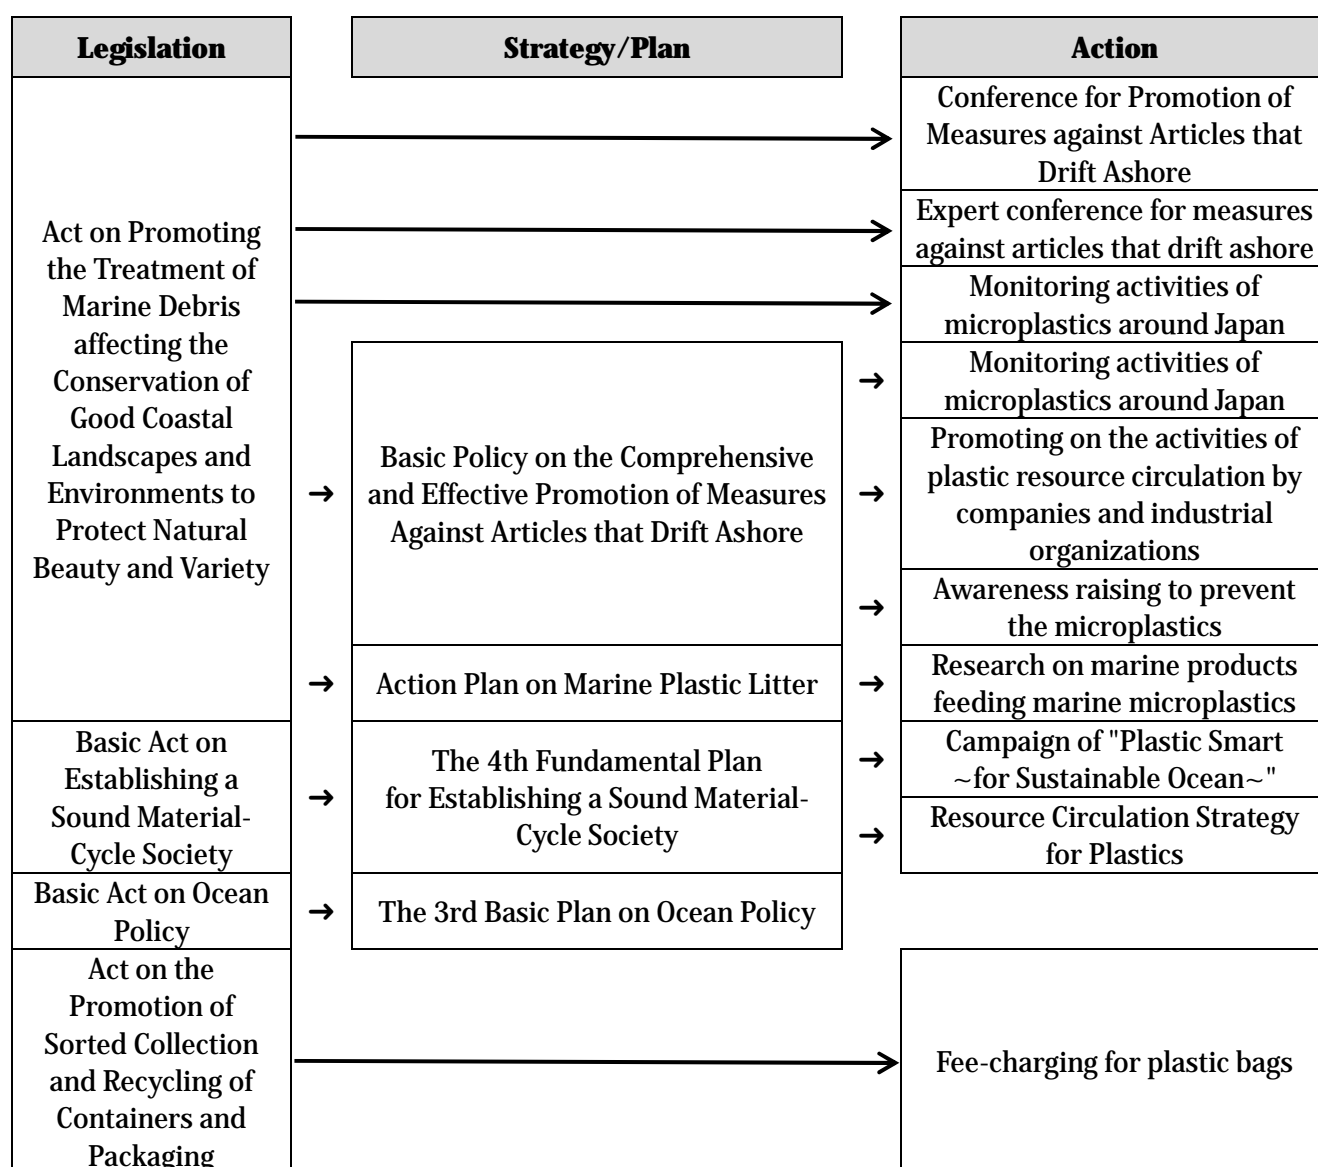 Legislation
Strategy/Plan
Action
Act on Promoting
the Treatment of
Marine Debris
affecting the
Conservation of
Good Coastal
Landscapes and
Environments to
Protect Natural
Beauty and Variety
Conference for Promotion of
Measures against Articles that
Drift Ashore
Expert conference for measures
against articles that drift ashore
Monitoring activities of
microplastics around Japan
Basic Policy on the Comprehensive
and Effective Promotion of Measures
Against Articles that Drift Ashore
Monitoring activities of
microplastics around Japan
Promoting on the activities of
plastic resource circulation by
companies and industrial
organizations
Awareness raising to prevent
the microplastics
Action Plan on Marine Plastic Litter
Research on marine products
feeding marine microplastics
Basic Act on
Establishing a
Sound Material-
Cycle Society
The 4th Fundamental Plan
for Establishing a Sound Material-
Cycle Society
Campaign of "Plastic Smart
~for Sustainable Ocean~"
Resource Circulation Strategy
for Plastics
Basic Act on Ocean
Policy
The 3rd Basic Plan on Ocean Policy
Act on the
Promotion of
Sorted Collection
and Recycling of
Containers and
Packaging
Fee-charging for plastic bags